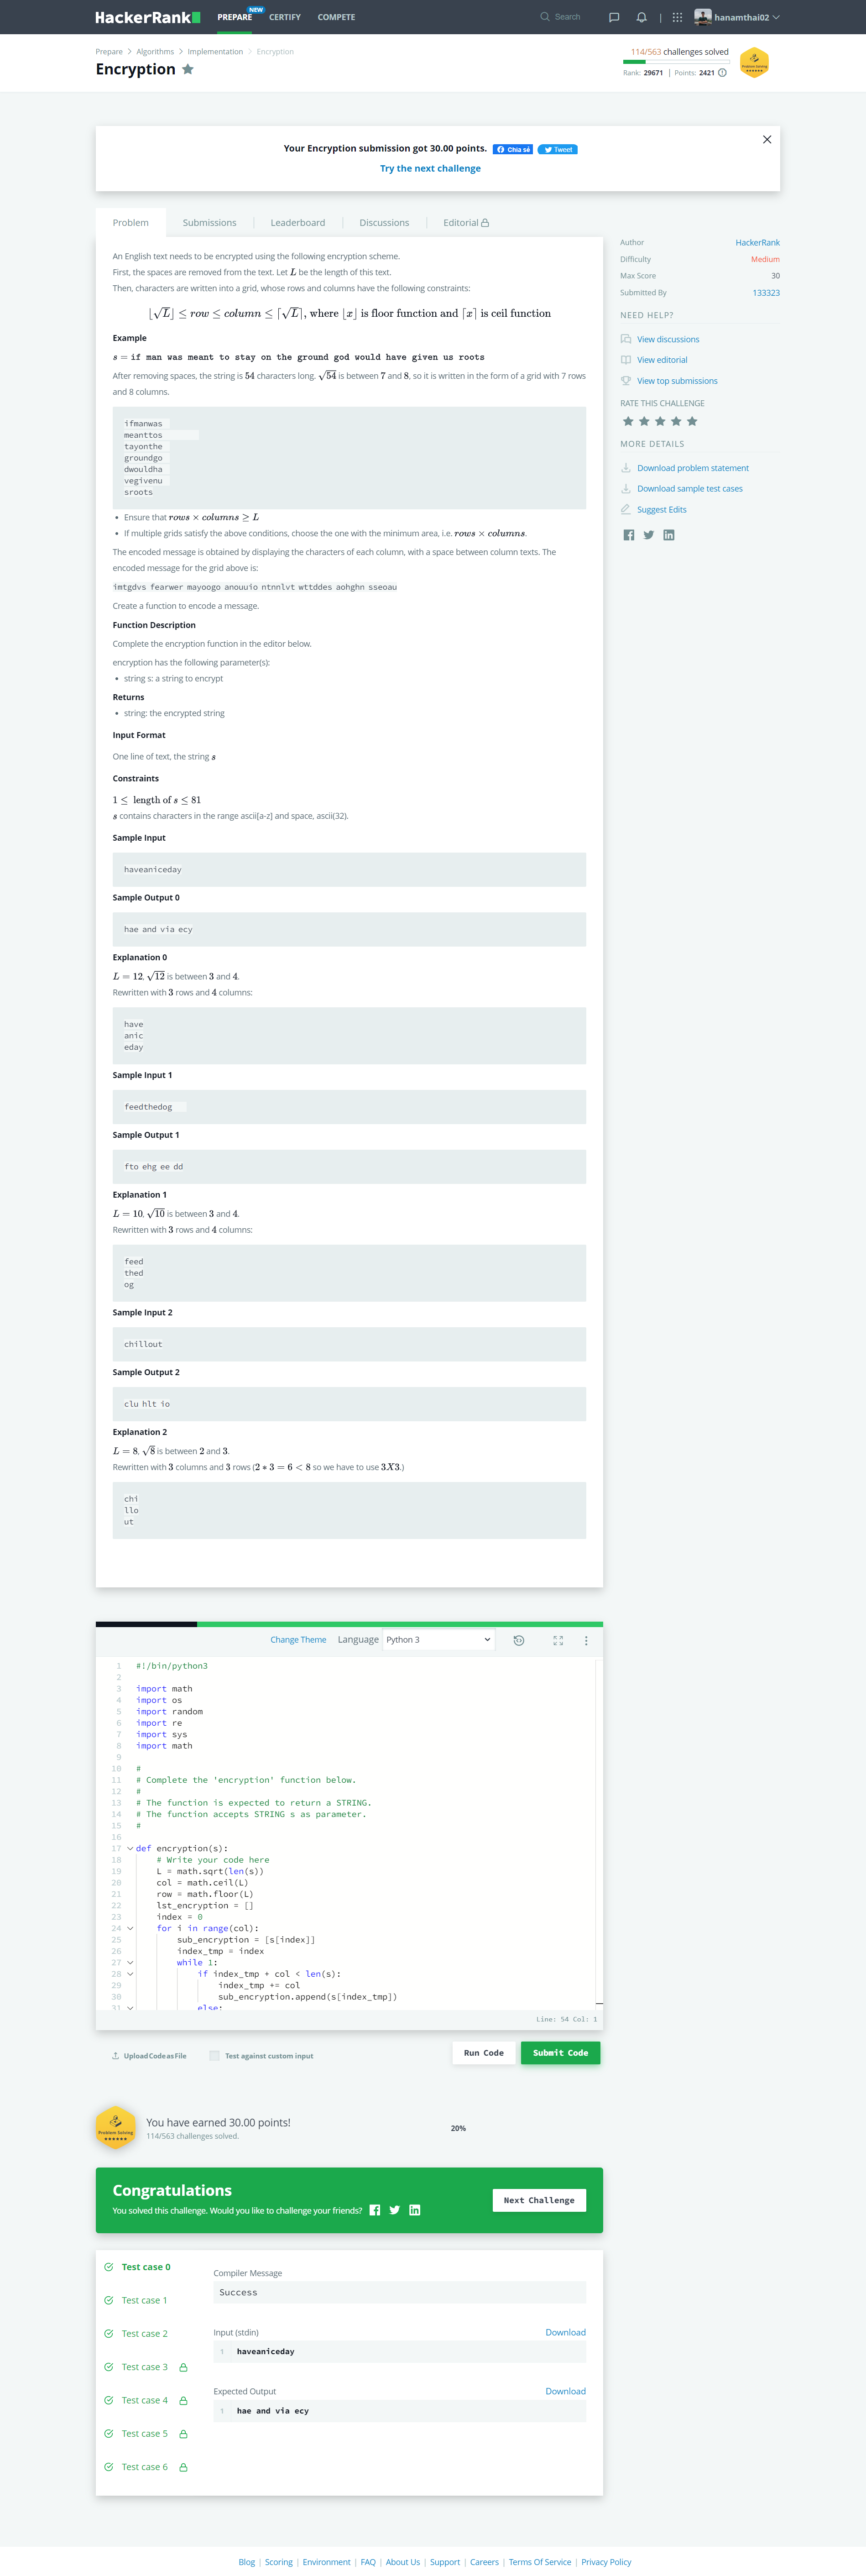 HackerRank
PREPARE NEW CERTIFY COMPETE Search hanamthai02
Prepare > Algorithms > Implementation > Encryption
Encryption
114/563 challenges solved
Rank: 29671 | Points: 2421
Problem Solving
Your Encryption submission got 30.00 points. Chia sẻ Tweet
Try the next challenge
Problem Submissions Leaderboard Discussions Editorial
An English text needs to be encrypted using the following encryption scheme.
First, the spaces are removed from the text. Let L be the length of this text.
Then, characters are written into a grid, whose rows and columns have the following constraints:
⌊√L⌋ ≤ row ≤ column ≤ ⌈√L⌉, where ⌊x⌋ is floor function and ⌈x⌉ is ceil function
Example
s = if man was meant to stay on the ground god would have given us roots
After removing spaces, the string is 54 characters long. √54 is between 7 and 8, so it is written in the form of a grid with 7 rows
and 8 columns.
ifmanwas
meanttos
tayonthe
groundgo
dwouldha
vegivenu
sroots
• Ensure that rows × columns ≥ L
• If multiple grids satisfy the above conditions, choose the one with the minimum area, i.e. rows × columns.
The encoded message is obtained by displaying the characters of each column, with a space between column texts. The
encoded message for the grid above is:
imtgdvs fearwer mayoogo anouuio ntnnlvt wttddes aohghn sseoau
Create a function to encode a message.
Function Description
Complete the encryption function in the editor below.
encryption has the following parameter(s):
• string s: a string to encrypt
Returns
• string: the encrypted string
Input Format
One line of text, the string s
Constraints
1 ≤ length of s ≤ 81
s contains characters in the range ascii[a-z] and space, ascii(32).
Sample Input
haveaniceday
Sample Output 0
hae and via ecy
Explanation 0
L = 12, √12 is between 3 and 4.
Rewritten with 3 rows and 4 columns:
have
anic
eday
Sample Input 1
feedthedog
Sample Output 1
fto ehg ee dd
Explanation 1
L = 10, √10 is between 3 and 4.
Rewritten with 3 rows and 4 columns:
feed
thed
og
Sample Input 2
chillout
Sample Output 2
clu hlt io
Explanation 2
L = 8, √8 is between 2 and 3.
Rewritten with 3 columns and 3 rows (2 * 3 = 6 < 8 so we have to use 3X3.)
chi
llo
ut
Author HackerRank
Difficulty Medium
Max Score 30
Submitted By 133323
NEED HELP?
View discussions
View editorial
View top submissions
RATE THIS CHALLENGE
MORE DETAILS
Download problem statement
Download sample test cases
Suggest Edits
Change Theme Language Python 3
1 #!/bin/python3
2
3 import math
4 import os
5 import random
6 import re
7 import sys
8 import math
9
10 #
11 # Complete the 'encryption' function below.
12 #
13 # The function is expected to return a STRING.
14 # The function accepts STRING s as parameter.
15 #
16
17 def encryption(s):
18     # Write your code here
19     L = math.sqrt(len(s))
20     col = math.ceil(L)
21     row = math.floor(L)
22     lst_encryption = []
23     index = 0
24     for i in range(col):
25         sub_encryption = [s[index]]
26         index_tmp = index
27         while 1:
28             if index_tmp + col < len(s):
29                 index_tmp += col
30                 sub_encryption.append(s[index_tmp])
31             else:
Line: 54 Col: 1
Upload Code as File Test against custom input Run Code Submit Code
Problem Solving
You have earned 30.00 points!
114/563 challenges solved.
20%
Congratulations
You solved this challenge. Would you like to challenge your friends?
Next Challenge
Test case 0
Test case 1
Test case 2
Test case 3
Test case 4
Test case 5
Test case 6
Compiler Message
Success
Input (stdin) Download
1 haveaniceday
Expected Output Download
1 hae and via ecy
Blog | Scoring | Environment | FAQ | About Us | Support | Careers | Terms Of Service | Privacy Policy